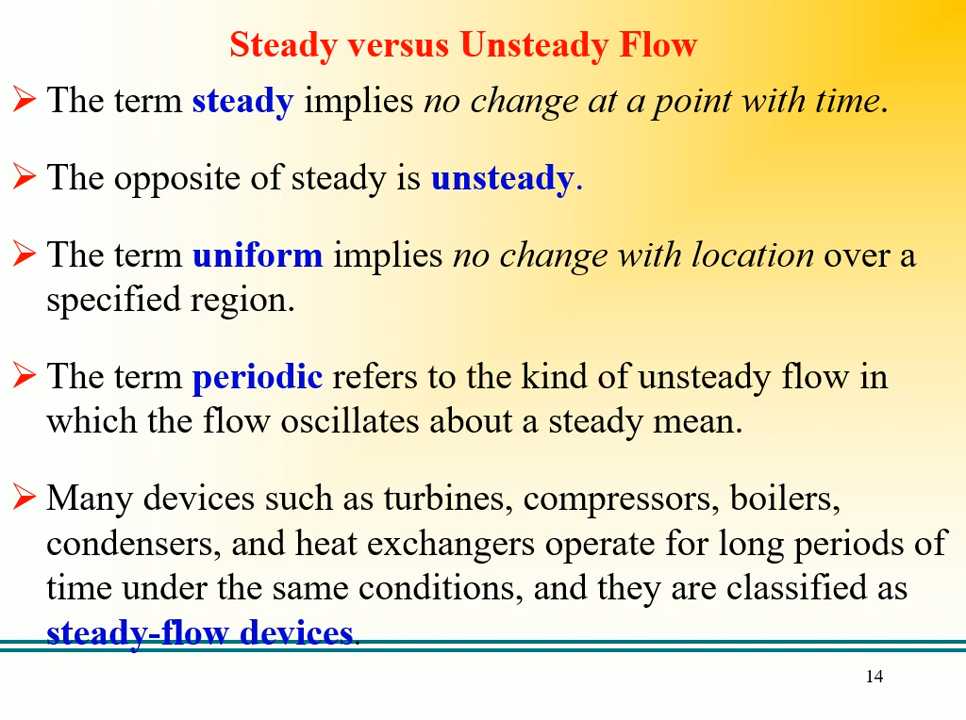 Steady versus Unsteady Flow
➢ The term steady implies no change at a point with time.
➢ The opposite of steady is unsteady.
➢ The term uniform implies no change with location over a
specified region.
➢ The term periodic refers to the kind of unsteady flow in
which the flow oscillates about a steady mean.
➢ Many devices such as turbines, compressors, boilers,
condensers, and heat exchangers operate for long periods of
time under the same conditions, and they are classified as
steady-flow devices.
14